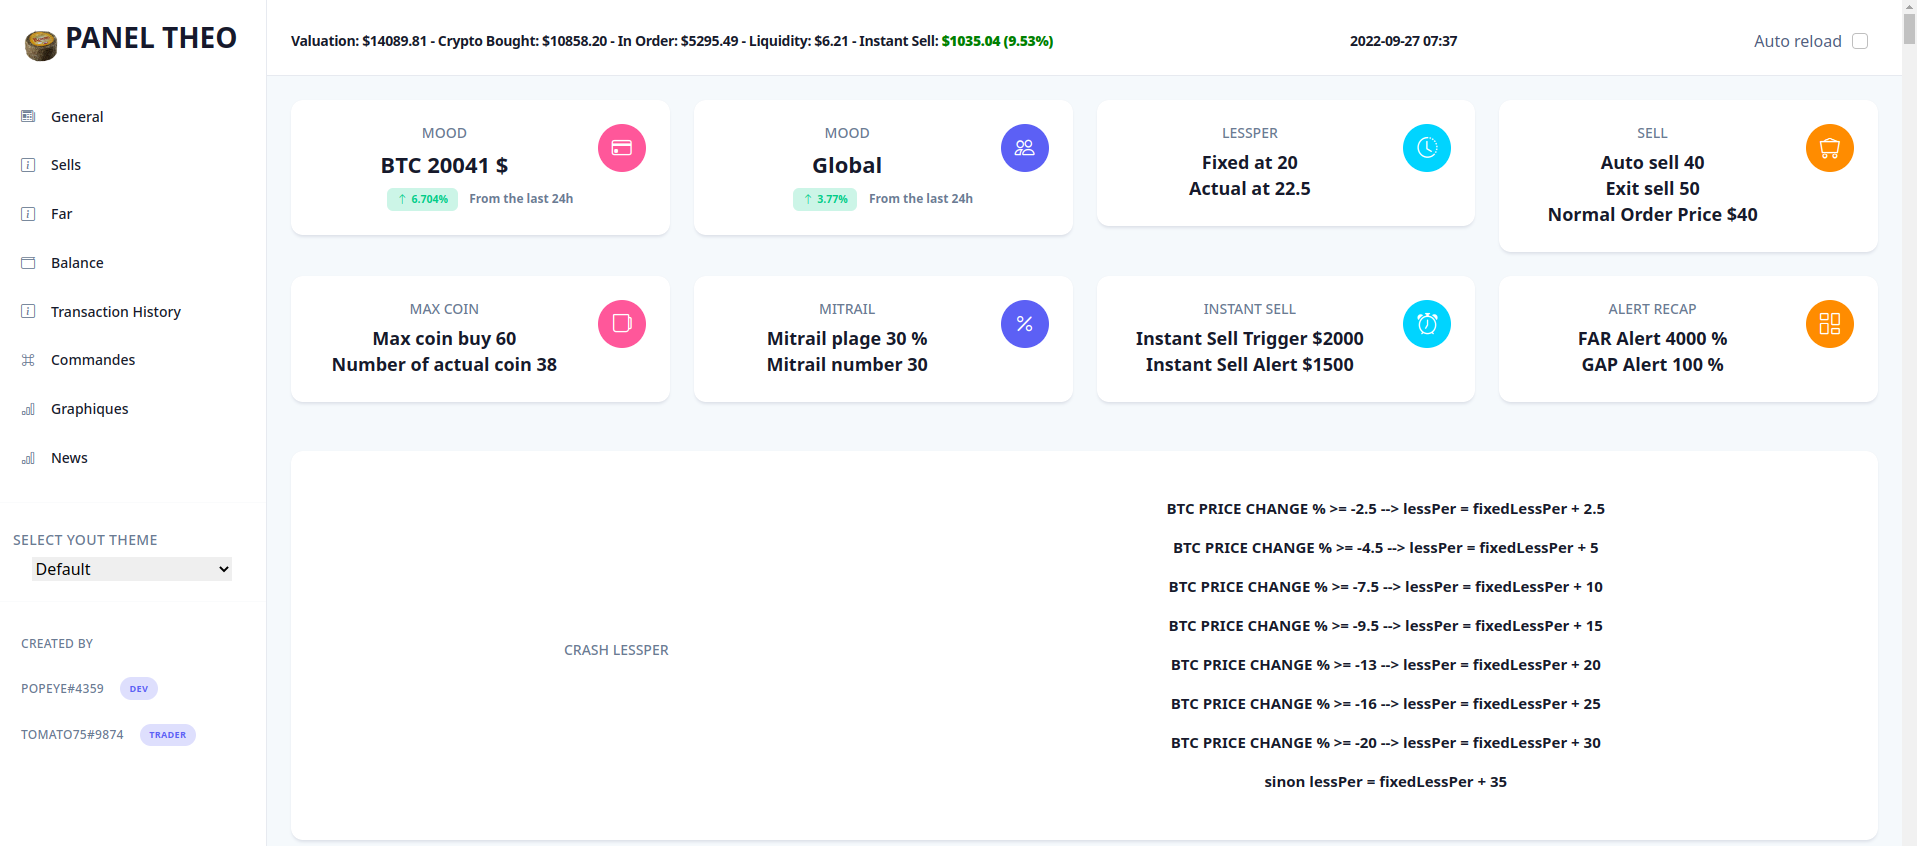 PANEL THEO
General
Sells
Far
Balance
Transaction History
Commandes
Graphiques
News
SELECT YOUT THEME
Default
CREATED BY
POPEYE#4359 DEV
TOMATO75#9874 TRADER
Valuation: $14089.81 - Crypto Bought: $10858.20 - In Order: $5295.49 - Liquidity: $6.21 - Instant Sell: $1035.04 (9.53%)
2022-09-27 07:37
Auto reload
MOOD
BTC 20041 $
↑ 6.704% From the last 24h
MOOD
Global
↑ 3.77% From the last 24h
LESSPER
Fixed at 20
Actual at 22.5
SELL
Auto sell 40
Exit sell 50
Normal Order Price $40
MAX COIN
Max coin buy 60
Number of actual coin 38
MITRAIL
Mitrail plage 30 %
Mitrail number 30
INSTANT SELL
Instant Sell Trigger $2000
Instant Sell Alert $1500
ALERT RECAP
FAR Alert 4000 %
GAP Alert 100 %
CRASH LESSPER
BTC PRICE CHANGE % >= -2.5 --> lessPer = fixedLessPer + 2.5
BTC PRICE CHANGE % >= -4.5 --> lessPer = fixedLessPer + 5
BTC PRICE CHANGE % >= -7.5 --> lessPer = fixedLessPer + 10
BTC PRICE CHANGE % >= -9.5 --> lessPer = fixedLessPer + 15
BTC PRICE CHANGE % >= -13 --> lessPer = fixedLessPer + 20
BTC PRICE CHANGE % >= -16 --> lessPer = fixedLessPer + 25
BTC PRICE CHANGE % >= -20 --> lessPer = fixedLessPer + 30
sinon lessPer = fixedLessPer + 35